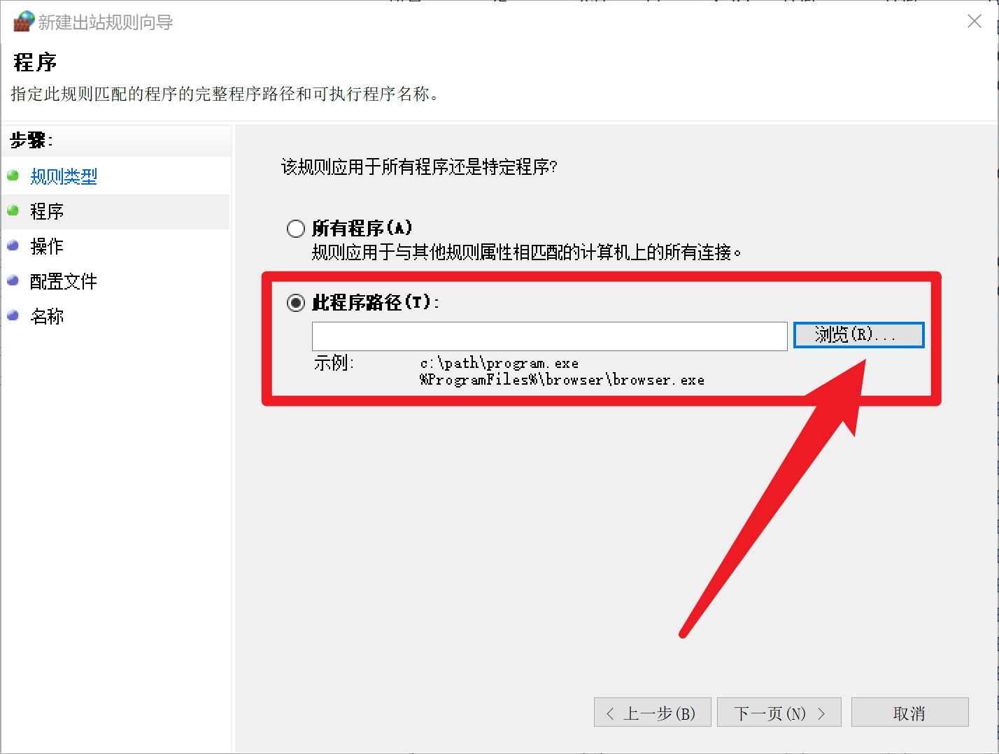 新建出站规则向导
程序
指定此规则匹配的程序的完整程序路径和可执行程序名称。
步骤:
规则类型
程序
操作
配置文件
名称
该规则应用于所有程序还是特定程序?
所有程序(A)
规则应用于与其他规则属性相匹配的计算机上的所有连接。
此程序路径(T):
浏览(R)...
示例:
c:\path\program.exe
%ProgramFiles%\browser\browser.exe
< 上一步(B)
下一页(N) >
取消